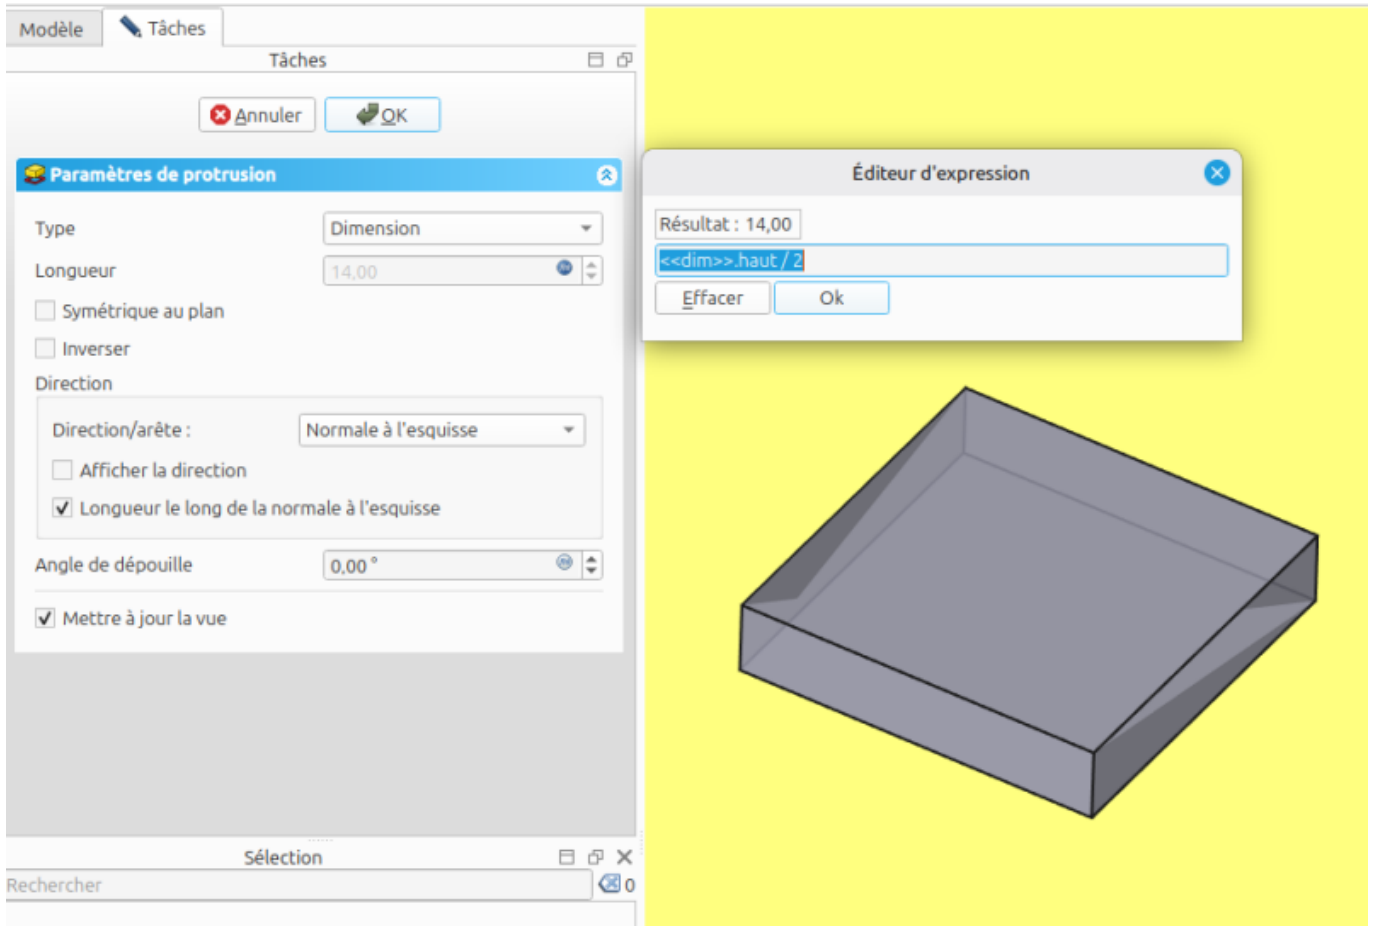 Modèle
Tâches
Tâches
Annuler
OK
Paramètres de protrusion
Type
Dimension
Longueur
14,00
Symétrique au plan
Inverser
Direction
Direction/arête :
Normale à l'esquisse
Afficher la direction
Longueur le long de la normale à l'esquisse
Angle de dépouille
0,00 °
Mettre à jour la vue
Éditeur d'expression
Résultat : 14,00
<<dim>>.haut / 2
Effacer
Ok
Sélection
Rechercher
0